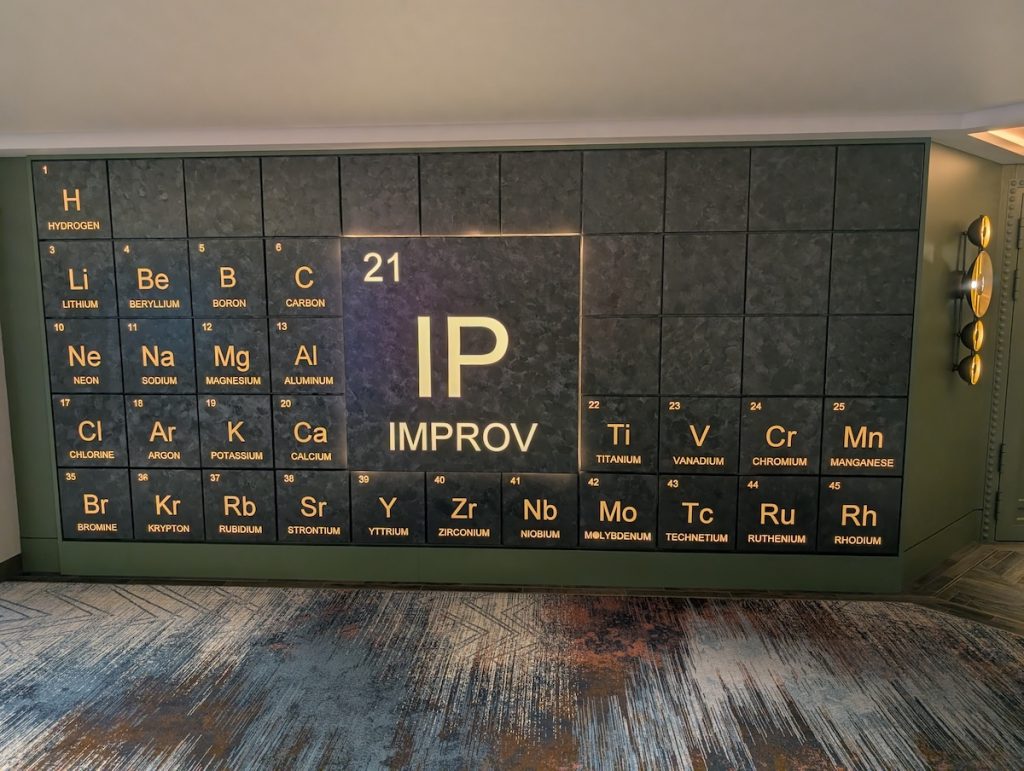 1
H
HYDROGEN
3 4 5 6
Li Be B C
LITHIUM BERYLLIUM BORON CARBON
21
IP
IMPROV
10 11 12 13
Ne Na Mg Al
NEON SODIUM MAGNESIUM ALUMINUM
17 18 19 20
Cl Ar K Ca
CHLORINE ARGON POTASSIUM CALCIUM
22 23 24 25
Ti V Cr Mn
TITANIUM VANADIUM CHROMIUM MANGANESE
35 36 37 38 39 40 41 42 43 44 45
Br Kr Rb Sr Y Zr Nb Mo Tc Ru Rh
BROMINE KRYPTON RUBIDIUM STRONTIUM YTTRIUM ZIRCONIUM NIOBIUM MOLYBDENUM TECHNETIUM RUTHENIUM RHODIUM